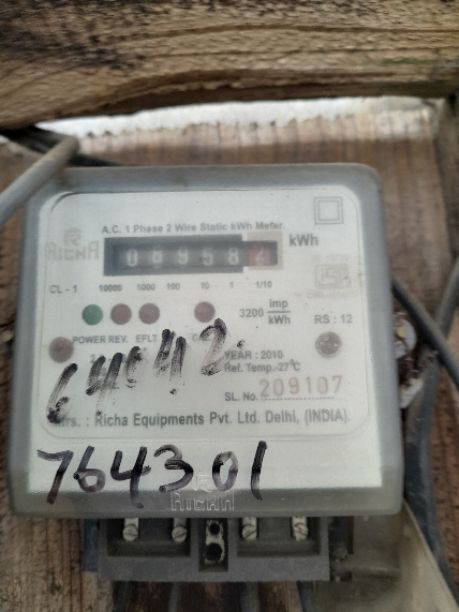 A.C. 1 Phase 2 Wire Static kWh Meter.
RICHA
08958
kWh
CL - 1 10000 1000 100 10 1 1/10
3200 imp/kWh RS : 12
POWER REV. EFLT
64542
YEAR : 2010
Ref. Temp.-27°C
SL. No. 209107
Mfrs. : Richa Equipments Pvt. Ltd. Delhi, (INDIA).
764301
RICHA